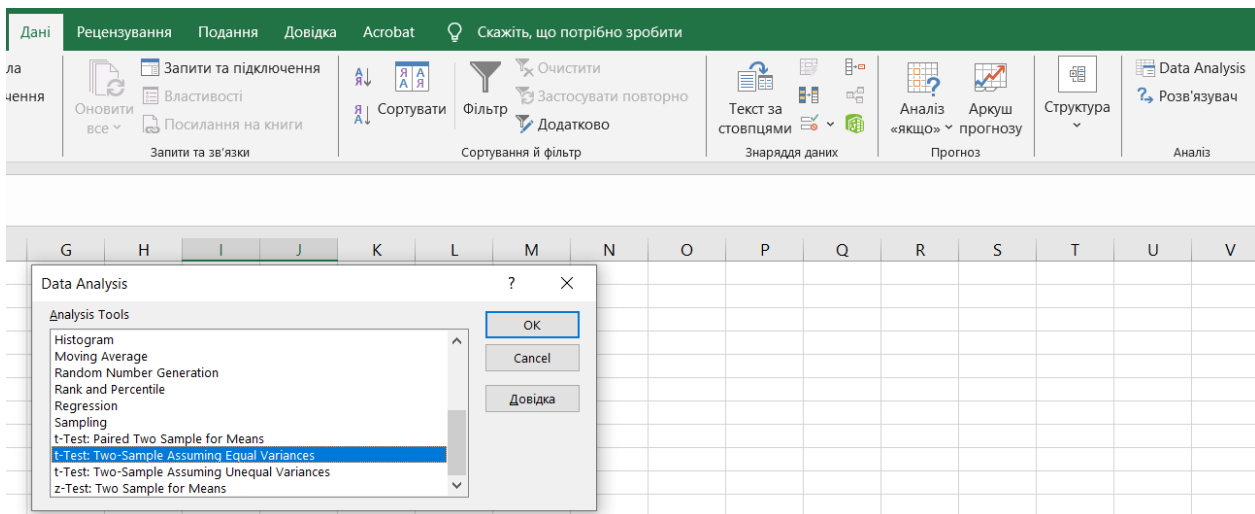 Дані Рецензування Подання Довідка Acrobat Скажіть, що потрібно зробити
ла
чення
Оновити
все
Запити та підключення
Властивості
Посилання на книги
Запити та зв'язки
Сортувати
Фільтр
Очистити
Застосувати повторно
Додатково
Сортування й фільтр
Текст за
стовпцями
Знаряддя даних
Аналіз
«якщо»
Аркуш
прогнозу
Прогноз
Структура
Data Analysis
Розв'язувач
Аналіз
G H I J K L M N O P Q R S T U V
Data Analysis ?
Analysis Tools
Histogram
Moving Average
Random Number Generation
Rank and Percentile
Regression
Sampling
t-Test: Paired Two Sample for Means
t-Test: Two-Sample Assuming Equal Variances
t-Test: Two-Sample Assuming Unequal Variances
z-Test: Two Sample for Means
OK
Cancel
Довідка